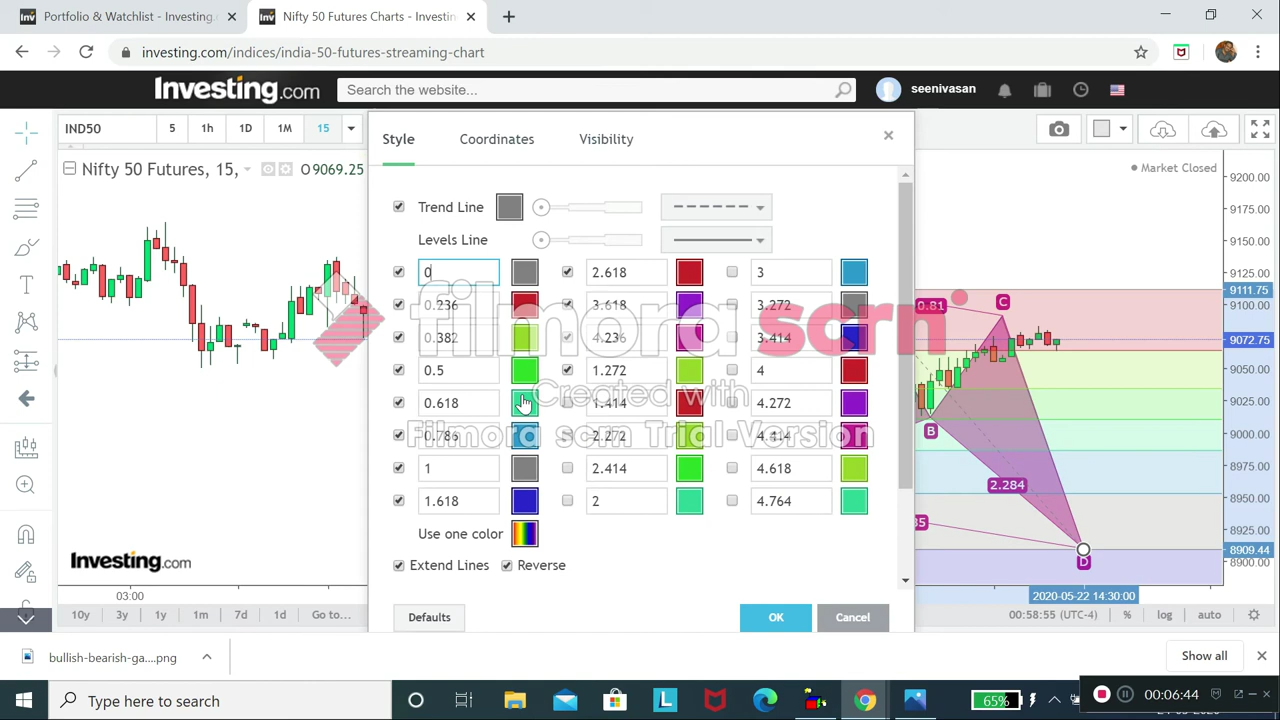 Portfolio & Watchlist - Investing.c
Nifty 50 Futures Charts - Investin
investing.com/indices/india-50-futures-streaming-chart
Investing.com
Search the website...
seenivasan
IND50
5
1h
1D
1M
15
Style
Coordinates
Visibility
Nifty 50 Futures, 15,
O9069.25
Market Closed
Trend Line
Levels Line
0
2.618
3
0.236
3.618
3.272
0.382
4.236
3.414
0.5
1.272
4
0.618
1.414
4.272
0.786
2.272
4.414
1
2.414
4.618
1.618
2
4.764
Use one color
Extend Lines
Reverse
Defaults
OK
Cancel
filmora scrn
Created with
Filmora scrn Trial Version
0.81
C
B
2.284
D
9200.00
9175.00
9150.00
9125.00
9111.75
9100.00
9072.75
9050.00
9025.00
9000.00
8975.00
8950.00
8925.00
8909.44
8900.00
Investing.com
03:00
2020-05-22 14:30:00
10y
3y
1y
1m
7d
1d
Go to...
00:58:55 (UTC-4)
%
log
auto
bullish-bearish-ga....png
Show all
Type here to search
65%
00:06:44